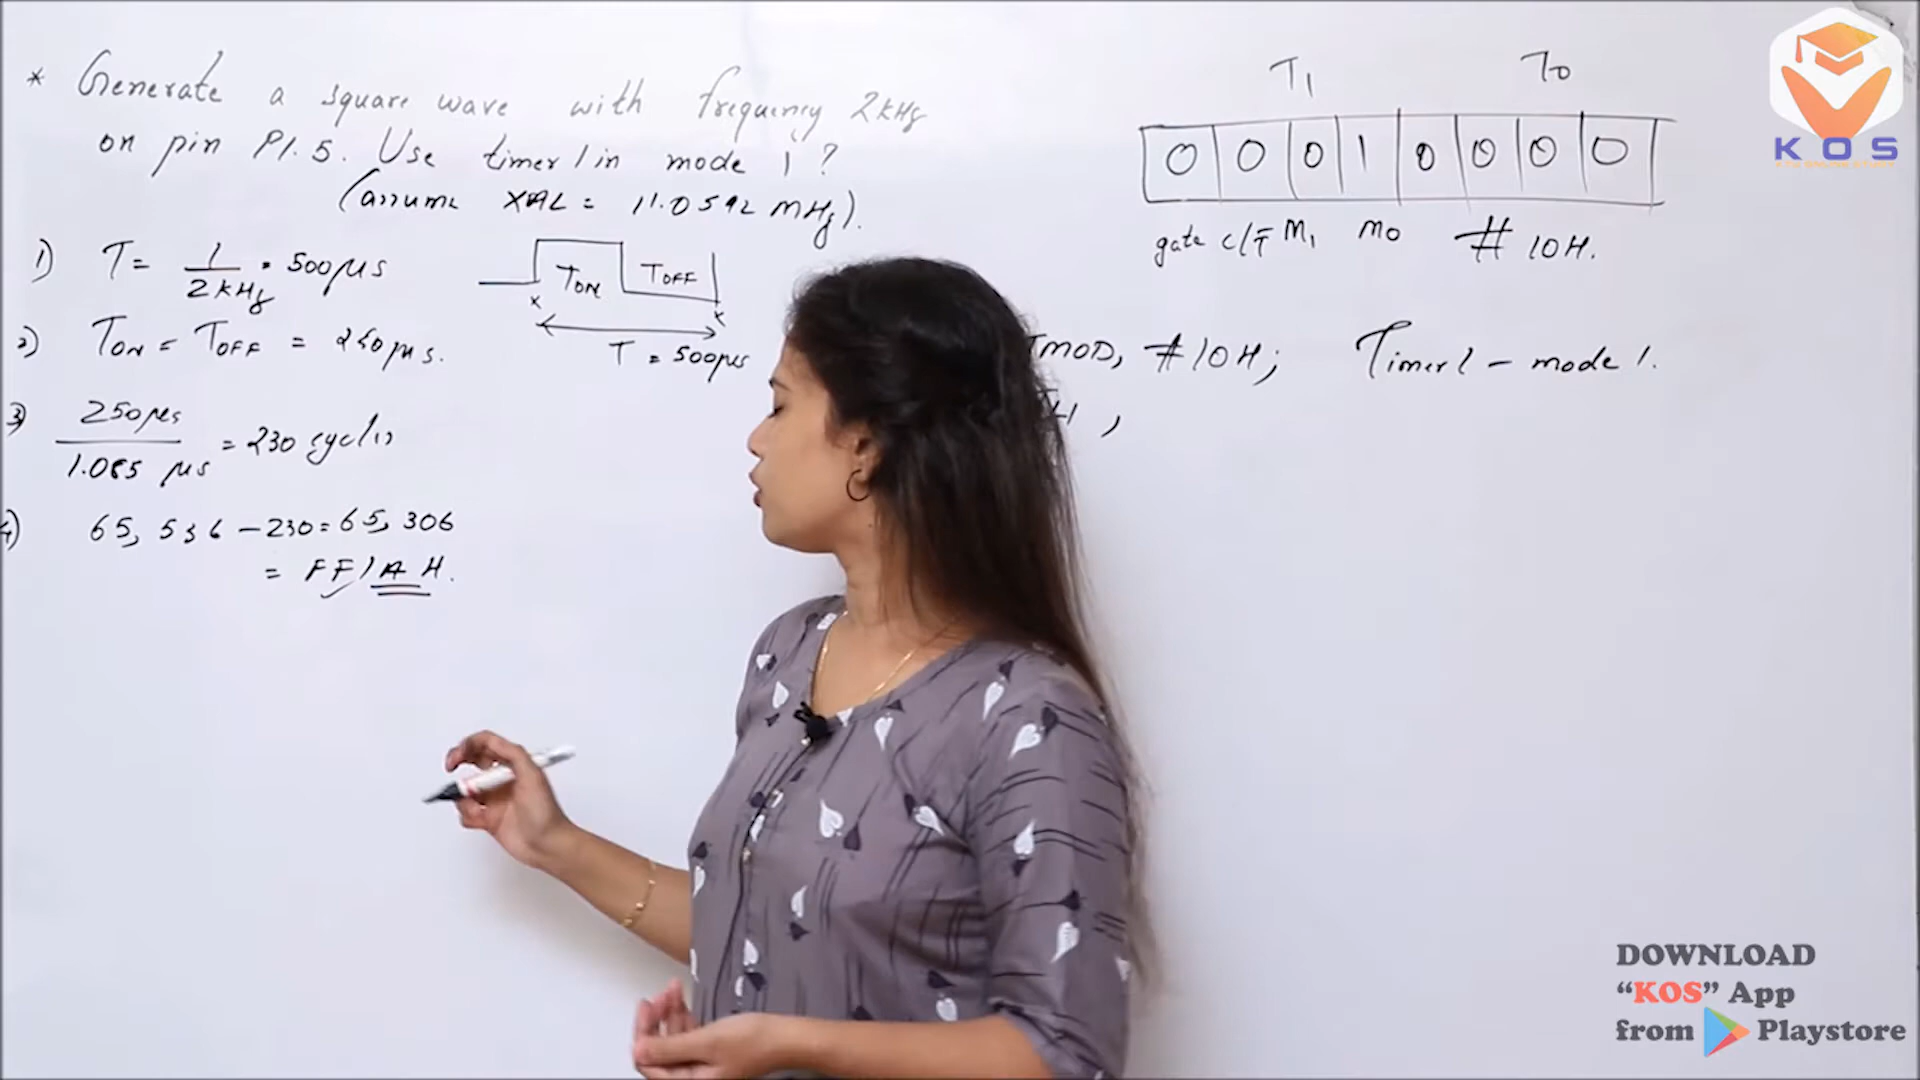 * Generate a square wave with frequency 2KHz
on pin P1.5. Use timer 1 in mode 1 ?
(assume XTAL = 11.0592 MHz).
1) T = 1 / 2KHz = 500μs
TON TOFF
T = 500μs
2) TON = TOFF = 250μs.
3) 250μs / 1.085 μs = 230 cycles
4) 65,536 - 230 = 65,306
= FF1A H.
T1 T0
0 0 0 1 0 0 0 0
gate C/T M1 M0 # 10H.
TMOD, #10H; Timer 1 - mode 1.
,
KOS
DOWNLOAD
“KOS” App
from Playstore